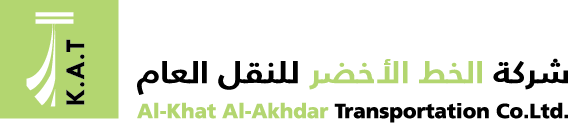 K.A.T
شركة الخط الأخضر للنقل العام
Al-Khat Al-Akhdar Transportation Co.Ltd.